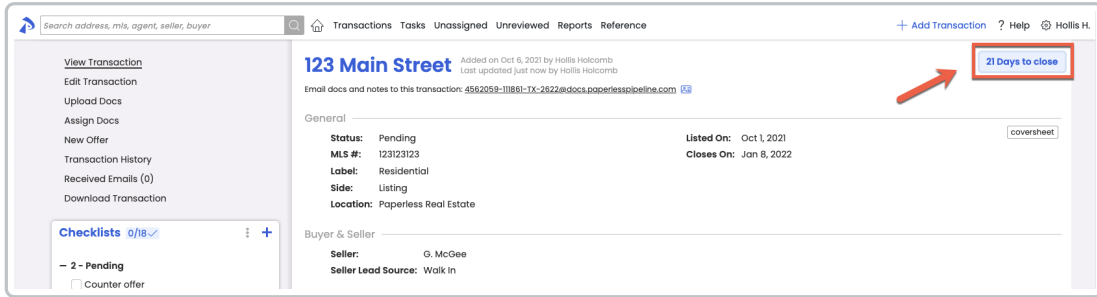 Search address, mls, agent, seller, buyer
Transactions Tasks Unassigned Unreviewed Reports Reference
+ Add Transaction ? Help Hollis H.
View Transaction
Edit Transaction
Upload Docs
Assign Docs
New Offer
Transaction History
Received Emails (0)
Download Transaction
Checklists 0/18
– 2 - Pending
Counter offer
123 Main Street
Added on Oct 6, 2021 by Hollis Holcomb
Last updated just now by Hollis Holcomb
21 Days to close
Email docs and notes to this transaction: 4562059-111861-TX-2622@docs.paperlesspipeline.com
General
coversheet
Status: Pending
MLS #: 123123123
Label: Residential
Side: Listing
Location: Paperless Real Estate
Listed On: Oct 1, 2021
Closes On: Jan 8, 2022
Buyer & Seller
Seller: G. McGee
Seller Lead Source: Walk In